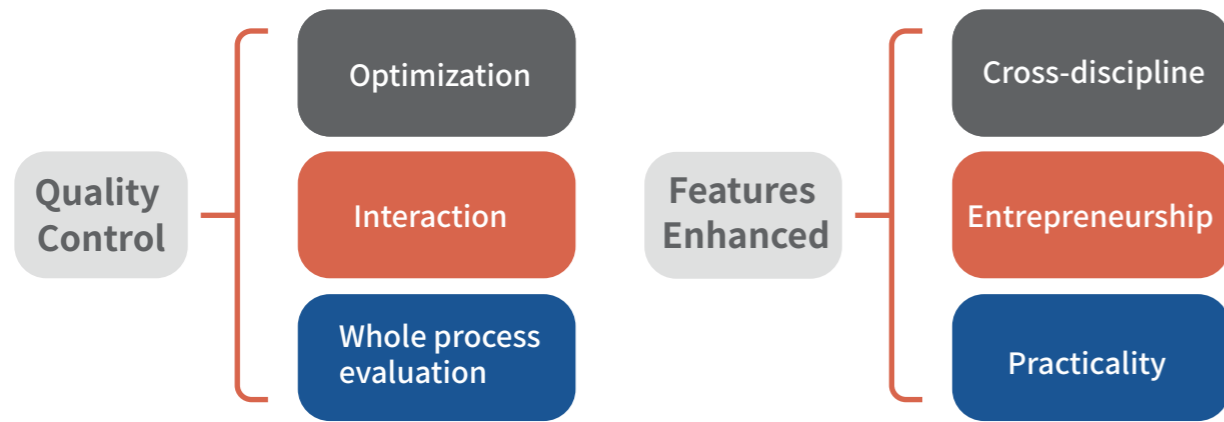 Quality
Control
Optimization
Interaction
Whole process
evaluation
Features
Enhanced
Cross-discipline
Entrepreneurship
Practicality